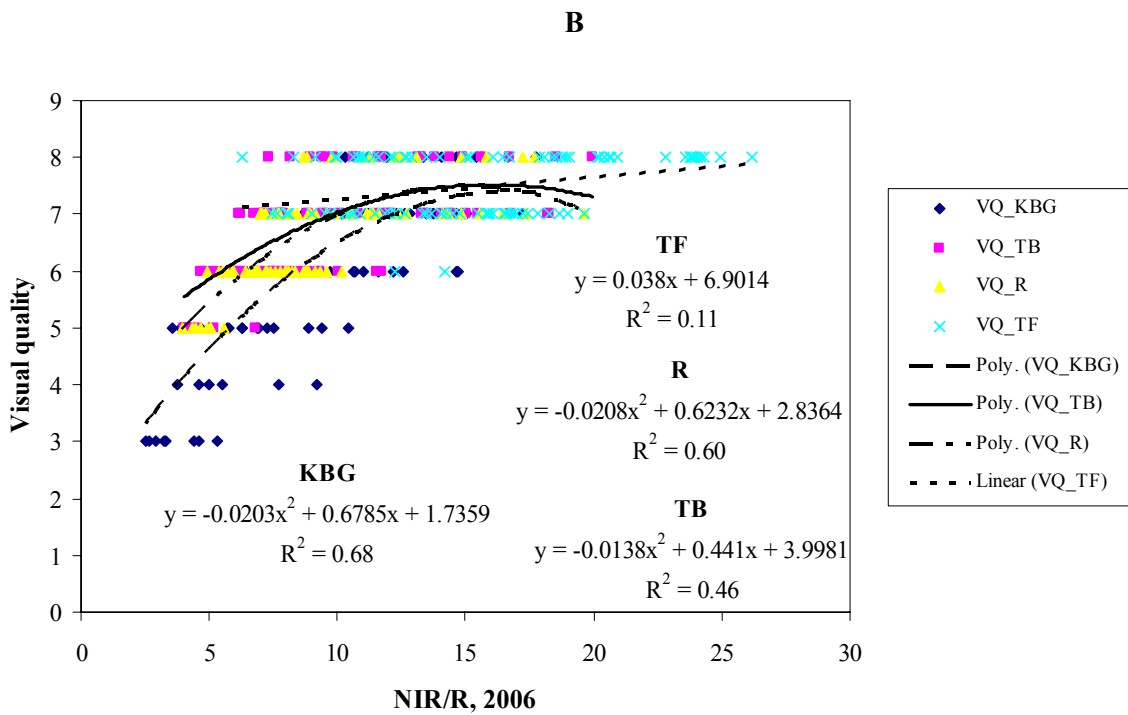 B
Visual quality
9
8
7
6
5
4
3
2
1
0
0 5 10 15 20 25 30
NIR/R, 2006
TF
y = 0.038x + 6.9014
R² = 0.11
R
y = -0.0208x² + 0.6232x + 2.8364
R² = 0.60
KBG
y = -0.0203x² + 0.6785x + 1.7359
R² = 0.68
TB
y = -0.0138x² + 0.441x + 3.9981
R² = 0.46
VQ_KBG
VQ_TB
VQ_R
VQ_TF
Poly. (VQ_KBG)
Poly. (VQ_TB)
Poly. (VQ_R)
Linear (VQ_TF)